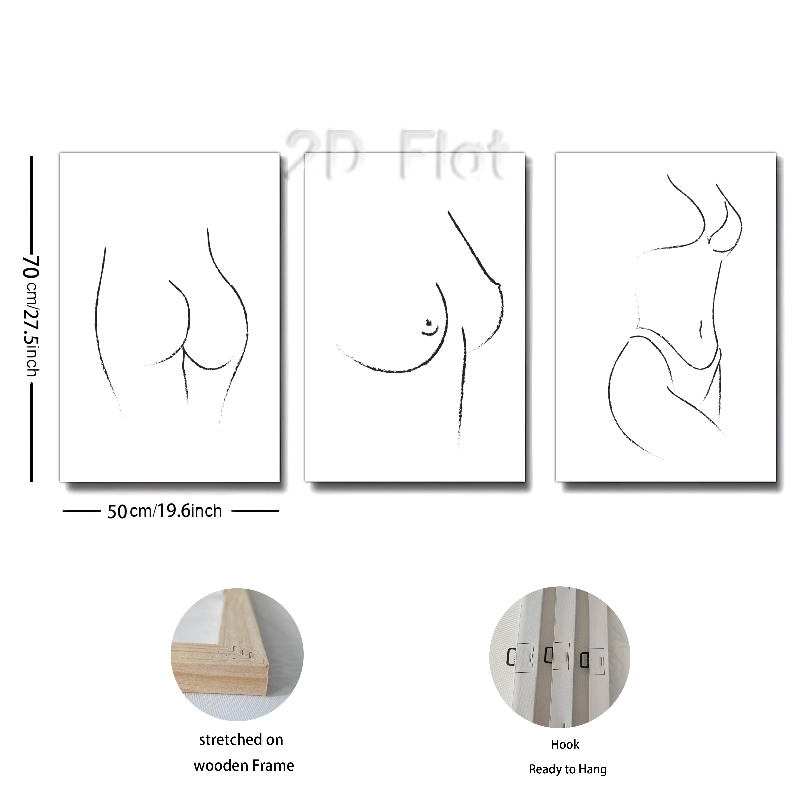 2D Flat
70 cm/27.5inch
50cm/19.6inch
stretched on
wooden Frame
Hook
Ready to Hang